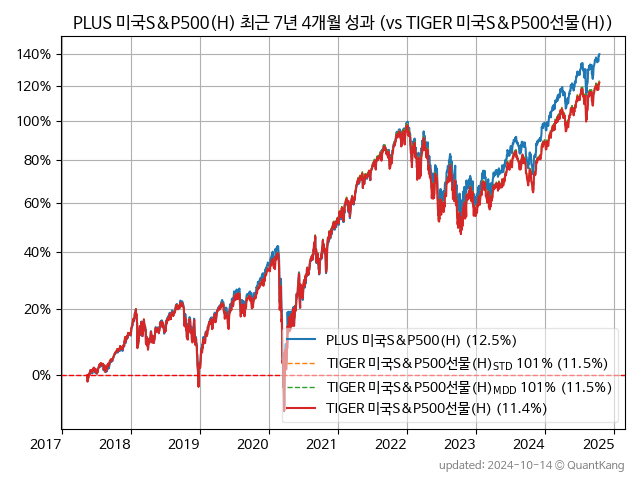 PLUS 미국S&P500(H) 최근 7년 4개월 성과 (vs TIGER 미국S&P500선물(H))
140%
120%
100%
80%
60%
40%
20%
0%
PLUS 미국S&P500(H) (12.5%)
TIGER 미국S&P500선물(H)STD 101% (11.5%)
TIGER 미국S&P500선물(H)MDD 101% (11.5%)
TIGER 미국S&P500선물(H) (11.4%)
2017 2018 2019 2020 2021 2022 2023 2024 2025
updated: 2024-10-14 © QuantKang